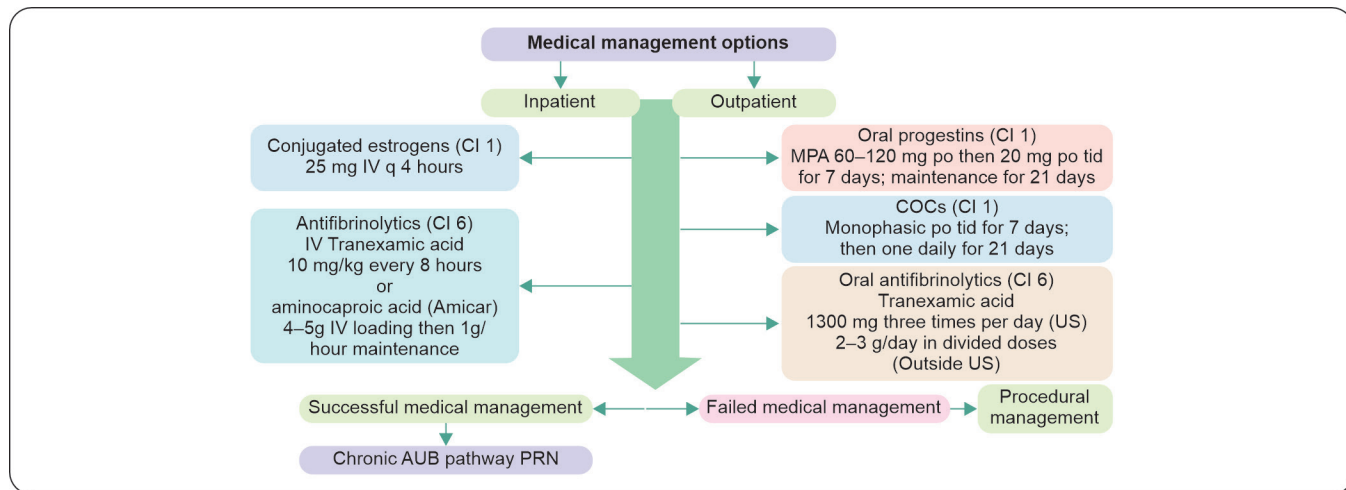 Medical management options
Inpatient
Outpatient
Conjugated estrogens (CI 1)
25 mg IV q 4 hours
Antifibrinolytics (CI 6)
IV Tranexamic acid
10 mg/kg every 8 hours
or
aminocaproic acid (Amicar)
4–5g IV loading then 1g/
hour maintenance
Oral progestins (CI 1)
MPA 60–120 mg po then 20 mg po tid
for 7 days; maintenance for 21 days
COCs (CI 1)
Monophasic po tid for 7 days;
then one daily for 21 days
Oral antifibrinolytics (CI 6)
Tranexamic acid
1300 mg three times per day (US)
2–3 g/day in divided doses
(Outside US)
Successful medical management
Failed medical management
Procedural
management
Chronic AUB pathway PRN